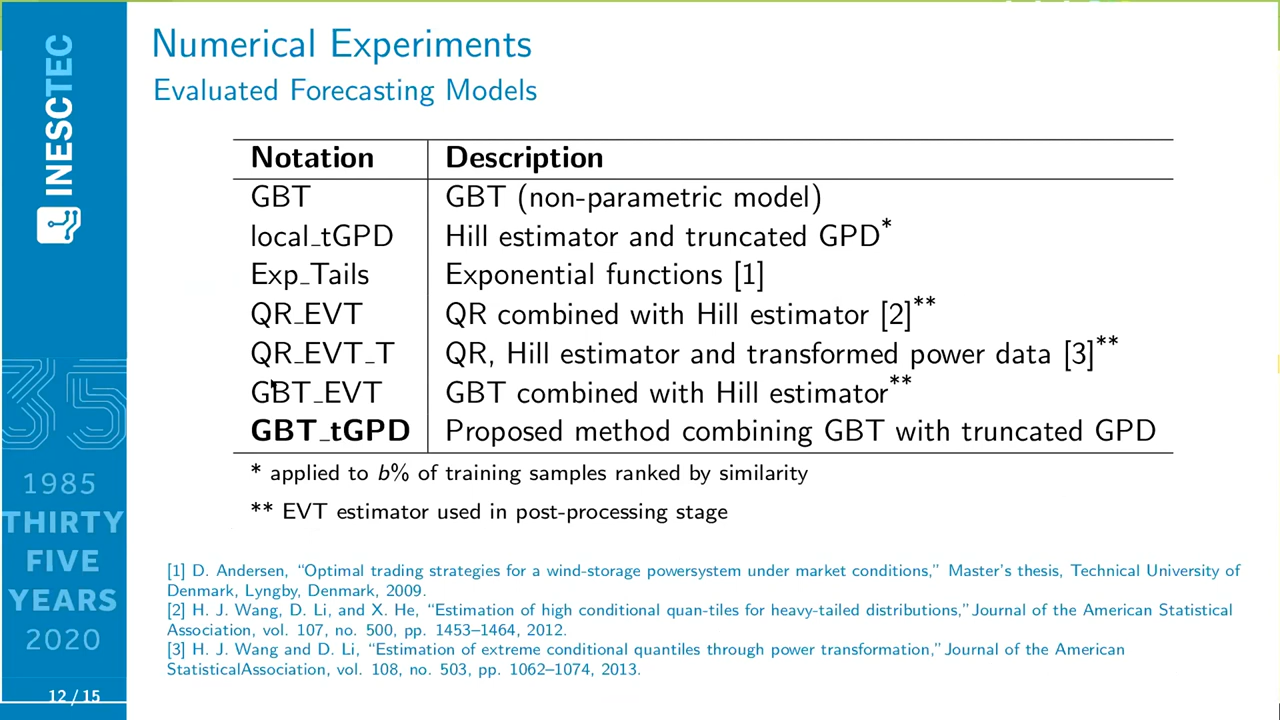 INESCTEC
Numerical Experiments
Evaluated Forecasting Models
Notation Description
GBT GBT (non-parametric model)
local_tGPD Hill estimator and truncated GPD*
Exp_Tails Exponential functions [1]
QR_EVT QR combined with Hill estimator [2]**
QR_EVT_T QR, Hill estimator and transformed power data [3]**
GBT_EVT GBT combined with Hill estimator**
GBT_tGPD Proposed method combining GBT with truncated GPD
* applied to b% of training samples ranked by similarity
** EVT estimator used in post-processing stage
[1] D. Andersen, “Optimal trading strategies for a wind-storage powersystem under market conditions,” Master’s thesis, Technical University of
Denmark, Lyngby, Denmark, 2009.
[2] H. J. Wang, D. Li, and X. He, “Estimation of high conditional quan-tiles for heavy-tailed distributions,”Journal of the American Statistical
Association, vol. 107, no. 500, pp. 1453–1464, 2012.
[3] H. J. Wang and D. Li, “Estimation of extreme conditional quantiles through power transformation,”Journal of the American
StatisticalAssociation, vol. 108, no. 503, pp. 1062–1074, 2013.
35
1985
THIRTY
FIVE
YEARS
2020
12 / 15